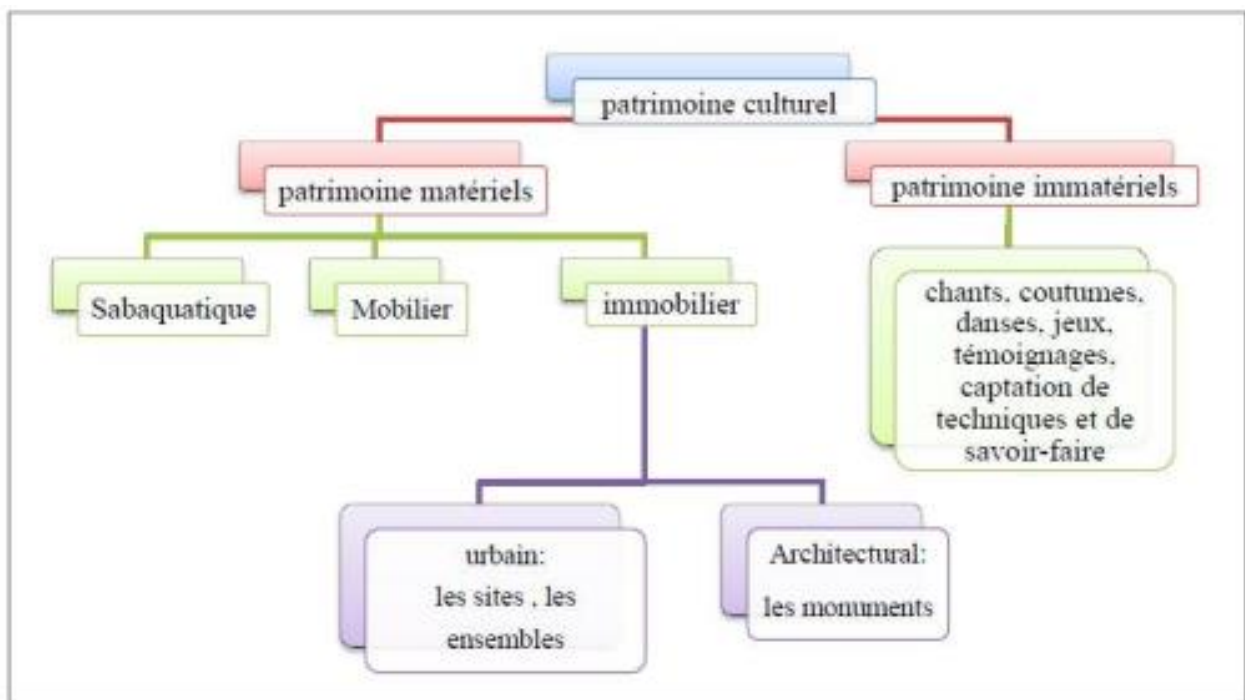 patrimoine culturel
patrimoine matériels
patrimoine immatériels
Sabaquatique
Mobilier
immobilier
chants, coutumes,
danses, jeux,
témoignages,
captation de
techniques et de
savoir-faire
urbain:
les sites , les
ensembles
Architectural:
les monuments